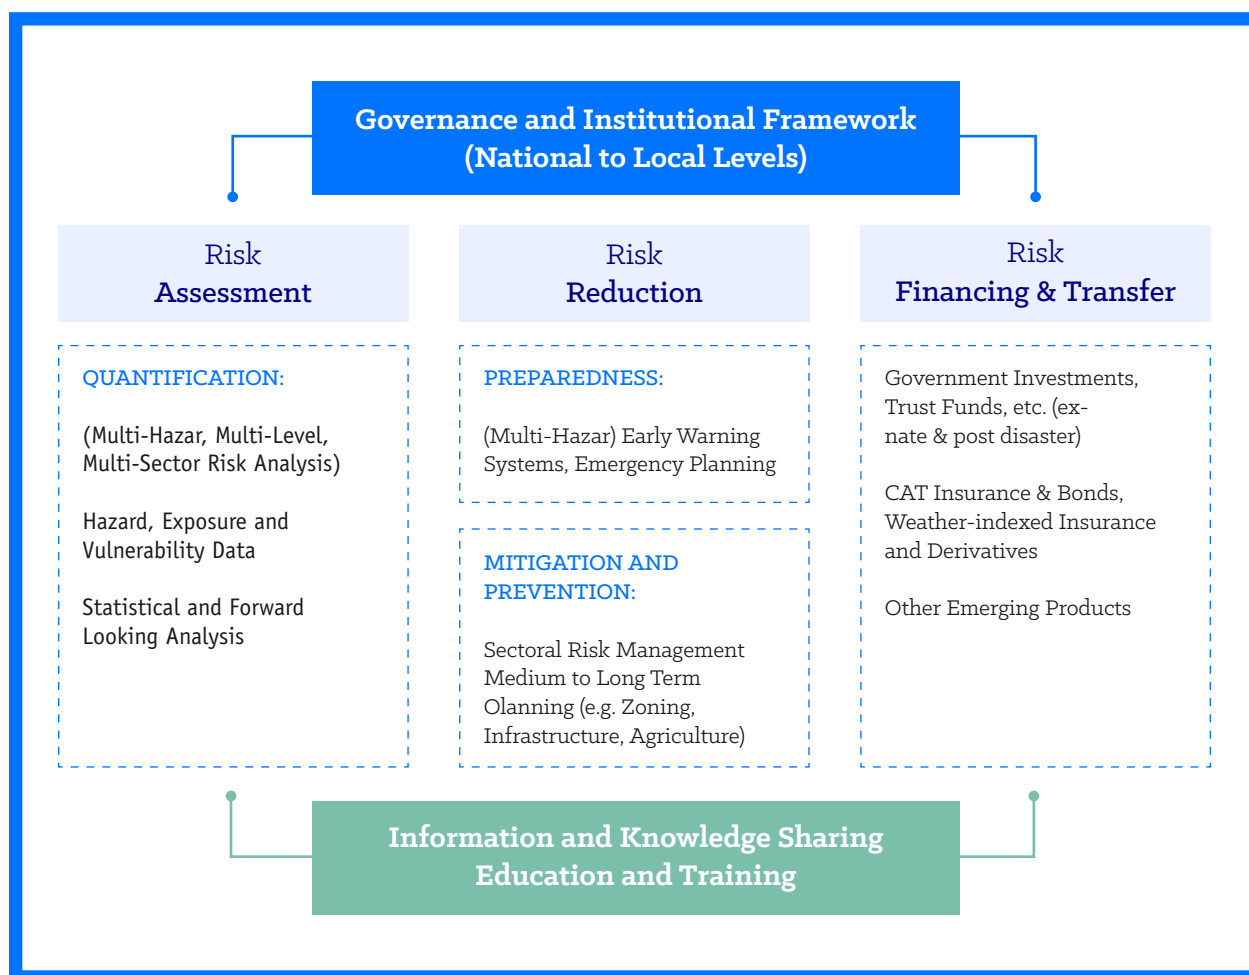 Governance and Institutional Framework
(National to Local Levels)
Risk
Assessment
QUANTIFICATION:
(Multi-Hazar, Multi-Level,
Multi-Sector Risk Analysis)
Hazard, Exposure and
Vulnerability Data
Statistical and Forward
Looking Analysis
Risk
Reduction
PREPAREDNESS:
(Multi-Hazar) Early Warning
Systems, Emergency Planning
MITIGATION AND
PREVENTION:
Sectoral Risk Management
Medium to Long Term
Olanning (e.g. Zoning,
Infrastructure, Agriculture)
Risk
Financing & Transfer
Government Investments,
Trust Funds, etc. (ex-
nate & post disaster)
CAT Insurance & Bonds,
Weather-indexed Insurance
and Derivatives
Other Emerging Products
Information and Knowledge Sharing
Education and Training